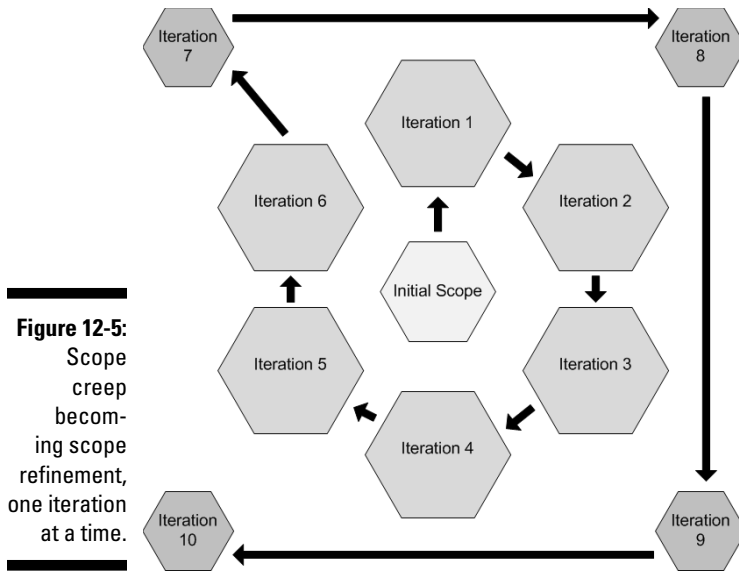 Iteration
7
Iteration
8
Iteration 1
Iteration 6
Iteration 2
Initial Scope
Iteration 5
Iteration 3
Iteration 4
Iteration
10
Iteration
9
Figure 12-5:
Scope
creep
becom-
ing scope
refinement,
one iteration
at a time.